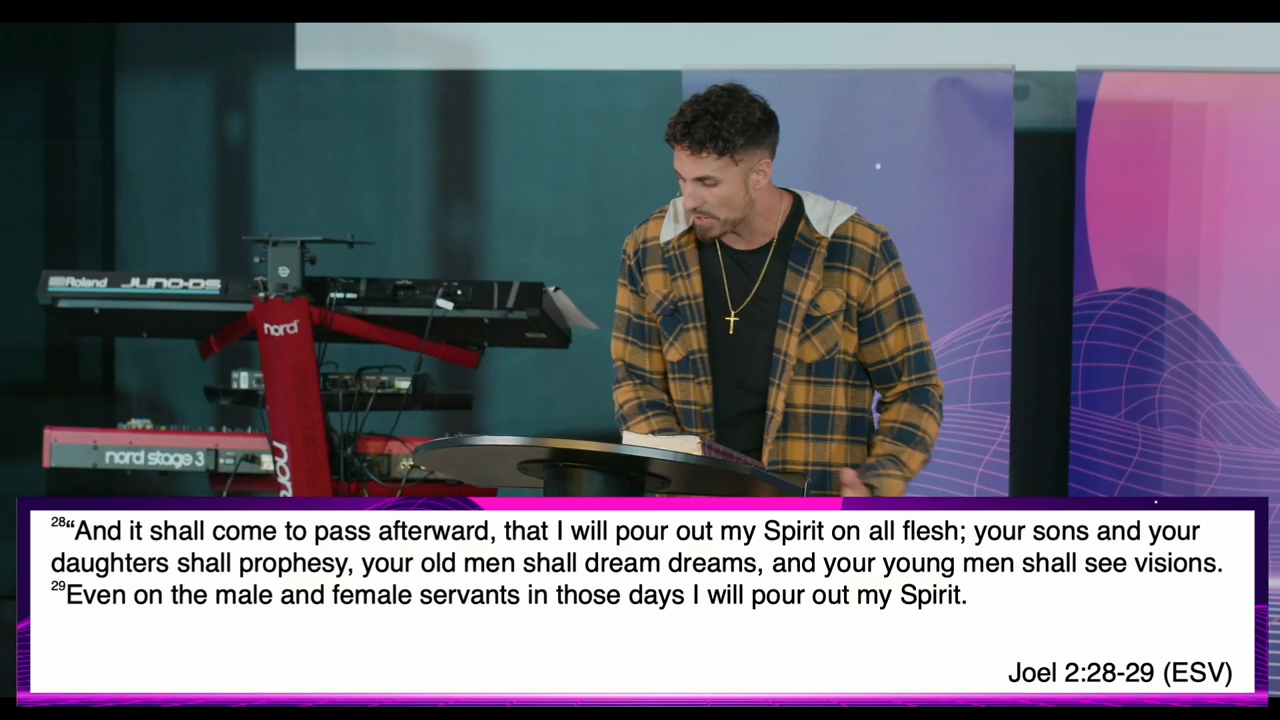 Roland JUNO-DS
nord
nord stage 3
nord
28“And it shall come to pass afterward, that I will pour out my Spirit on all flesh; your sons and your
daughters shall prophesy, your old men shall dream dreams, and your young men shall see visions.
29Even on the male and female servants in those days I will pour out my Spirit.
Joel 2:28-29 (ESV)